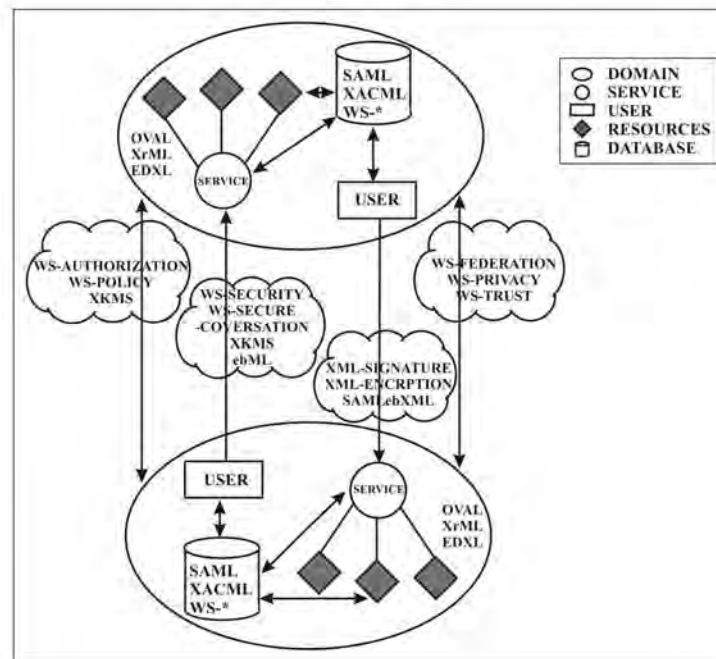 SAML
XACML
WS-*
DOMAIN
SERVICE
USER
RESOURCES
DATABASE
OVAL
XrML
EDXL
SERVICE
USER
WS-AUTHORIZATION
WS-POLICY
XKMS
WS-SECURITY
WS-SECURE
-COVERSATION
XKMS
ebML
WS-FEDERATION
WS-PRIVACY
WS-TRUST
XML-SIGNATURE
XML-ENCRPTION
SAMLebXML
USER
SERVICE
OVAL
XrML
EDXL
SAML
XACML
WS-*